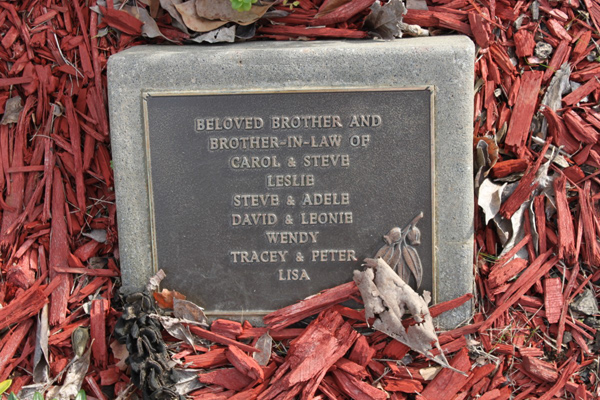 BELOVED BROTHER AND
BROTHER-IN-LAW OF
CAROL & STEVE
LESLIE
STEVE & ADELE
DAVID & LEONIE
WENDY
TRACEY & PETER
LISA